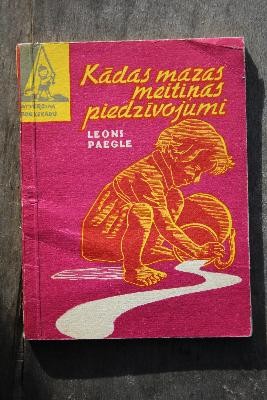 Kādas mazas
meitiņas
piedzīvojumi
LEONS
PAEGLE